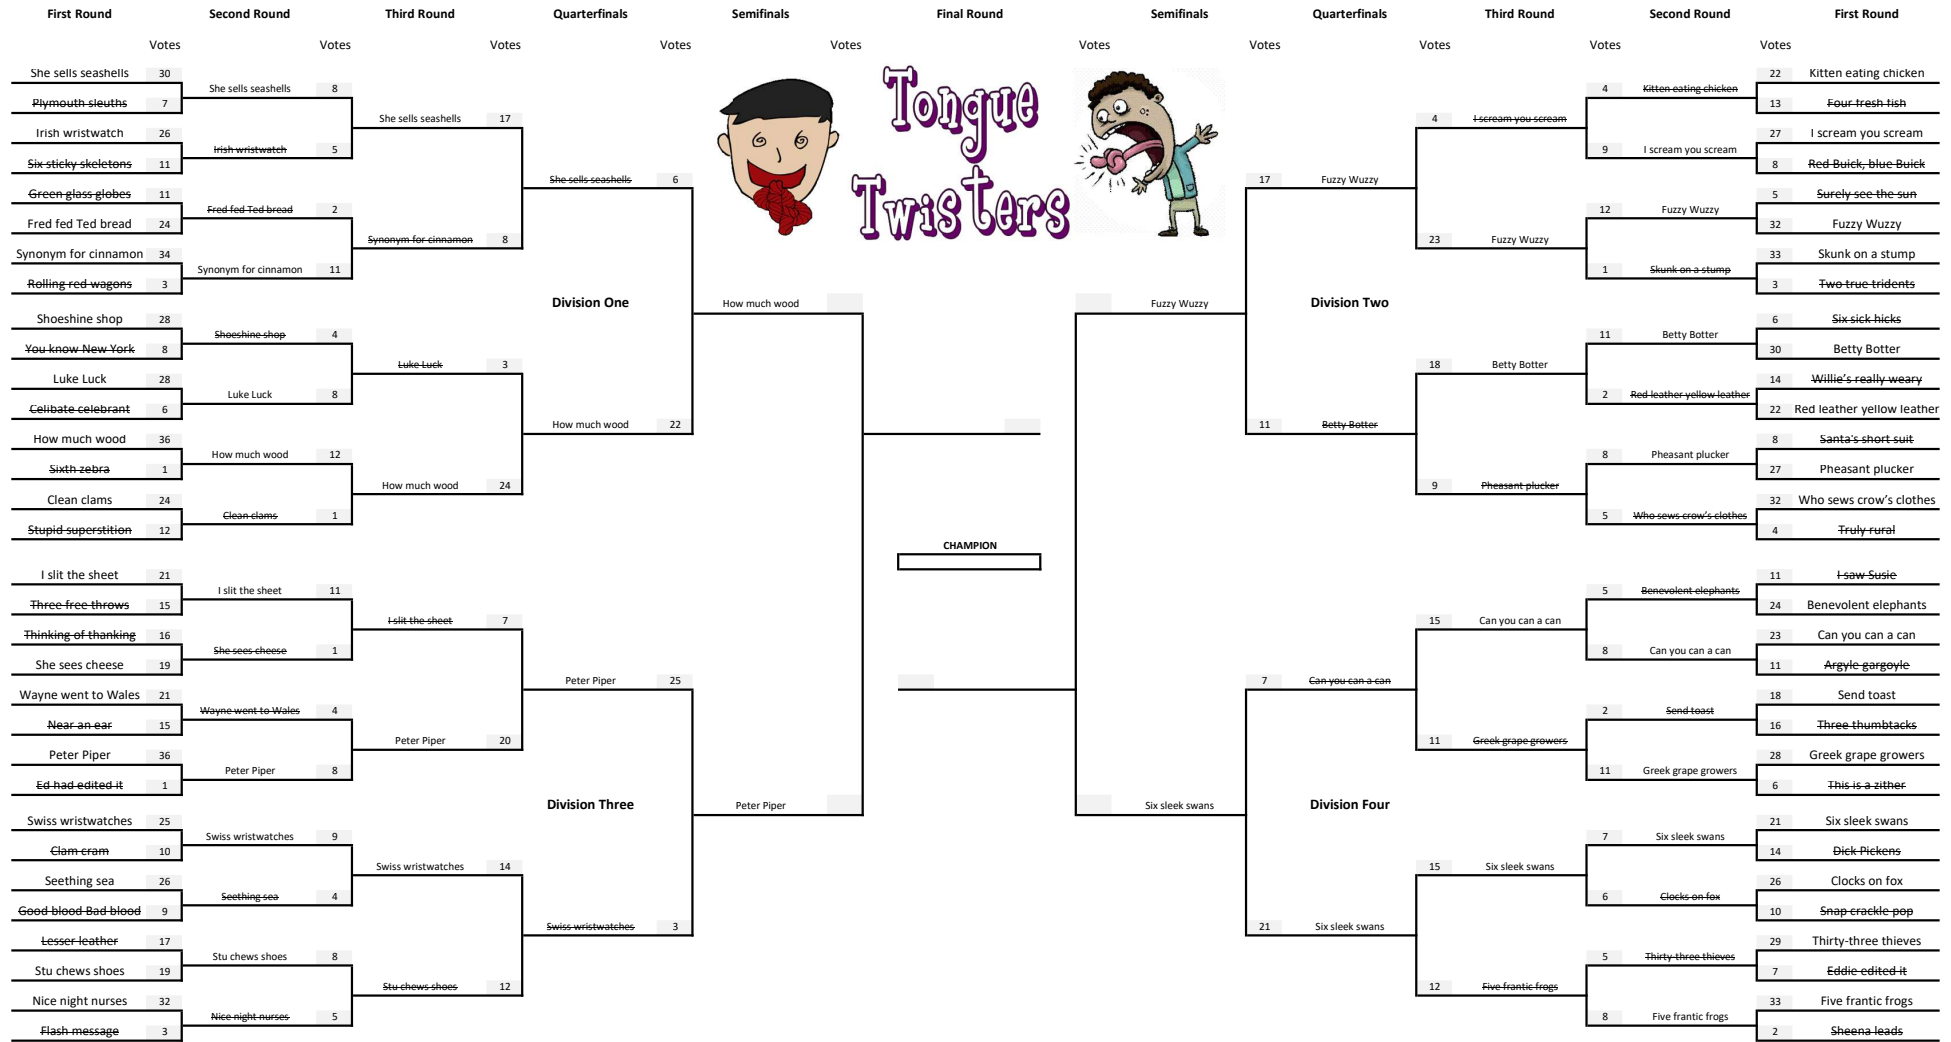 First Round Second Round Third Round Quarterfinals Semifinals Final Round Semifinals Quarterfinals Third Round Second Round First Round
Votes Votes Votes Votes Votes Votes Votes Votes Votes Votes
She sells seashells 30
Plymouth sleuths 7
Irish wristwatch 26
Six sticky skeletons 11
Green glass globes 11
Fred fed Ted bread 24
Synonym for cinnamon 34
Rolling red wagons 3
Shoeshine shop 28
You know New York 8
Luke Luck 28
Celibate celebrant 6
How much wood 36
Sixth zebra 1
Clean clams 24
Stupid superstition 12
I slit the sheet 21
Three free throws 15
Thinking of thanking 16
She sees cheese 19
Wayne went to Wales 21
Near an ear 15
Peter Piper 36
Ed had edited it 1
Swiss wristwatches 25
Clam cram 10
Seething sea 26
Good blood Bad blood 9
Lesser leather 17
Stu chews shoes 19
Nice night nurses 32
Flash message 3
She sells seashells 8
Irish wristwatch 5
Fred fed Ted bread 2
Synonym for cinnamon 11
Shoeshine shop 4
Luke Luck 8
How much wood 12
Clean clams 1
I slit the sheet 11
She sees cheese 1
Wayne went to Wales 4
Peter Piper 8
Swiss wristwatches 9
Seething sea 4
Stu chews shoes 8
Nice night nurses 5
She sells seashells 17
Synonym for cinnamon 8
Luke Luck 3
How much wood 24
I slit the sheet 7
Peter Piper 20
Swiss wristwatches 14
Stu chews shoes 12
She sells seashells 6
Division One
How much wood 22
Peter Piper 25
Division Three
Swiss wristwatches 3
How much wood
Peter Piper
Tongue
Twisters
CHAMPION
Fuzzy Wuzzy
Six sleek swans
17 Fuzzy Wuzzy
Division Two
11 Betty Botter
7 Can you can a can
Division Four
21 Six sleek swans
4 I scream you scream
23 Fuzzy Wuzzy
18 Betty Botter
9 Pheasant plucker
15 Can you can a can
11 Greek grape growers
15 Six sleek swans
12 Five frantic frogs
4 Kitten eating chicken
9 I scream you scream
12 Fuzzy Wuzzy
1 Skunk on a stump
11 Betty Botter
2 Red leather yellow leather
8 Pheasant plucker
5 Who sews crow's clothes
5 Benevolent elephants
8 Can you can a can
2 Send toast
11 Greek grape growers
7 Six sleek swans
6 Clocks on fox
5 Thirty-three thieves
8 Five frantic frogs
22 Kitten eating chicken
13 Four fresh fish
27 I scream you scream
8 Red Buick, blue Buick
5 Surely see the sun
32 Fuzzy Wuzzy
33 Skunk on a stump
3 Two true tridents
6 Six sick hicks
30 Betty Botter
14 Willie's really weary
22 Red leather yellow leather
8 Santa's short suit
27 Pheasant plucker
32 Who sews crow's clothes
4 Truly rural
11 I saw Susie
24 Benevolent elephants
23 Can you can a can
11 Argyle gargoyle
18 Send toast
16 Three thumbtacks
28 Greek grape growers
6 This is a zither
21 Six sleek swans
14 Dick Pickens
26 Clocks on fox
10 Snap crackle pop
29 Thirty-three thieves
7 Eddie edited it
33 Five frantic frogs
2 Sheena leads